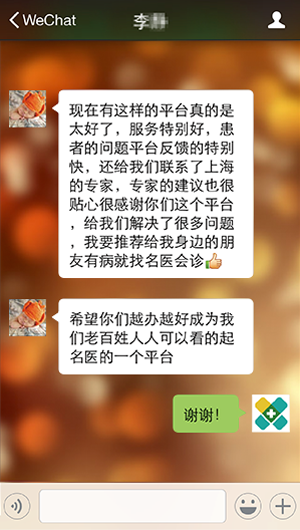 WeChat
李
现在有这样的平台真的是
太好了，服务特别好，患
者的问题平台反馈的特别
快，还给我们联系了上海
的专家，专家的建议也很
贴心很感谢你们这个平台
，给我们解决了很多问题
，我要推荐给我身边的朋
友有病就找名医会诊👍
希望你们越办越好成为我
们老百姓人人可以看的起
名医的一个平台
谢谢！